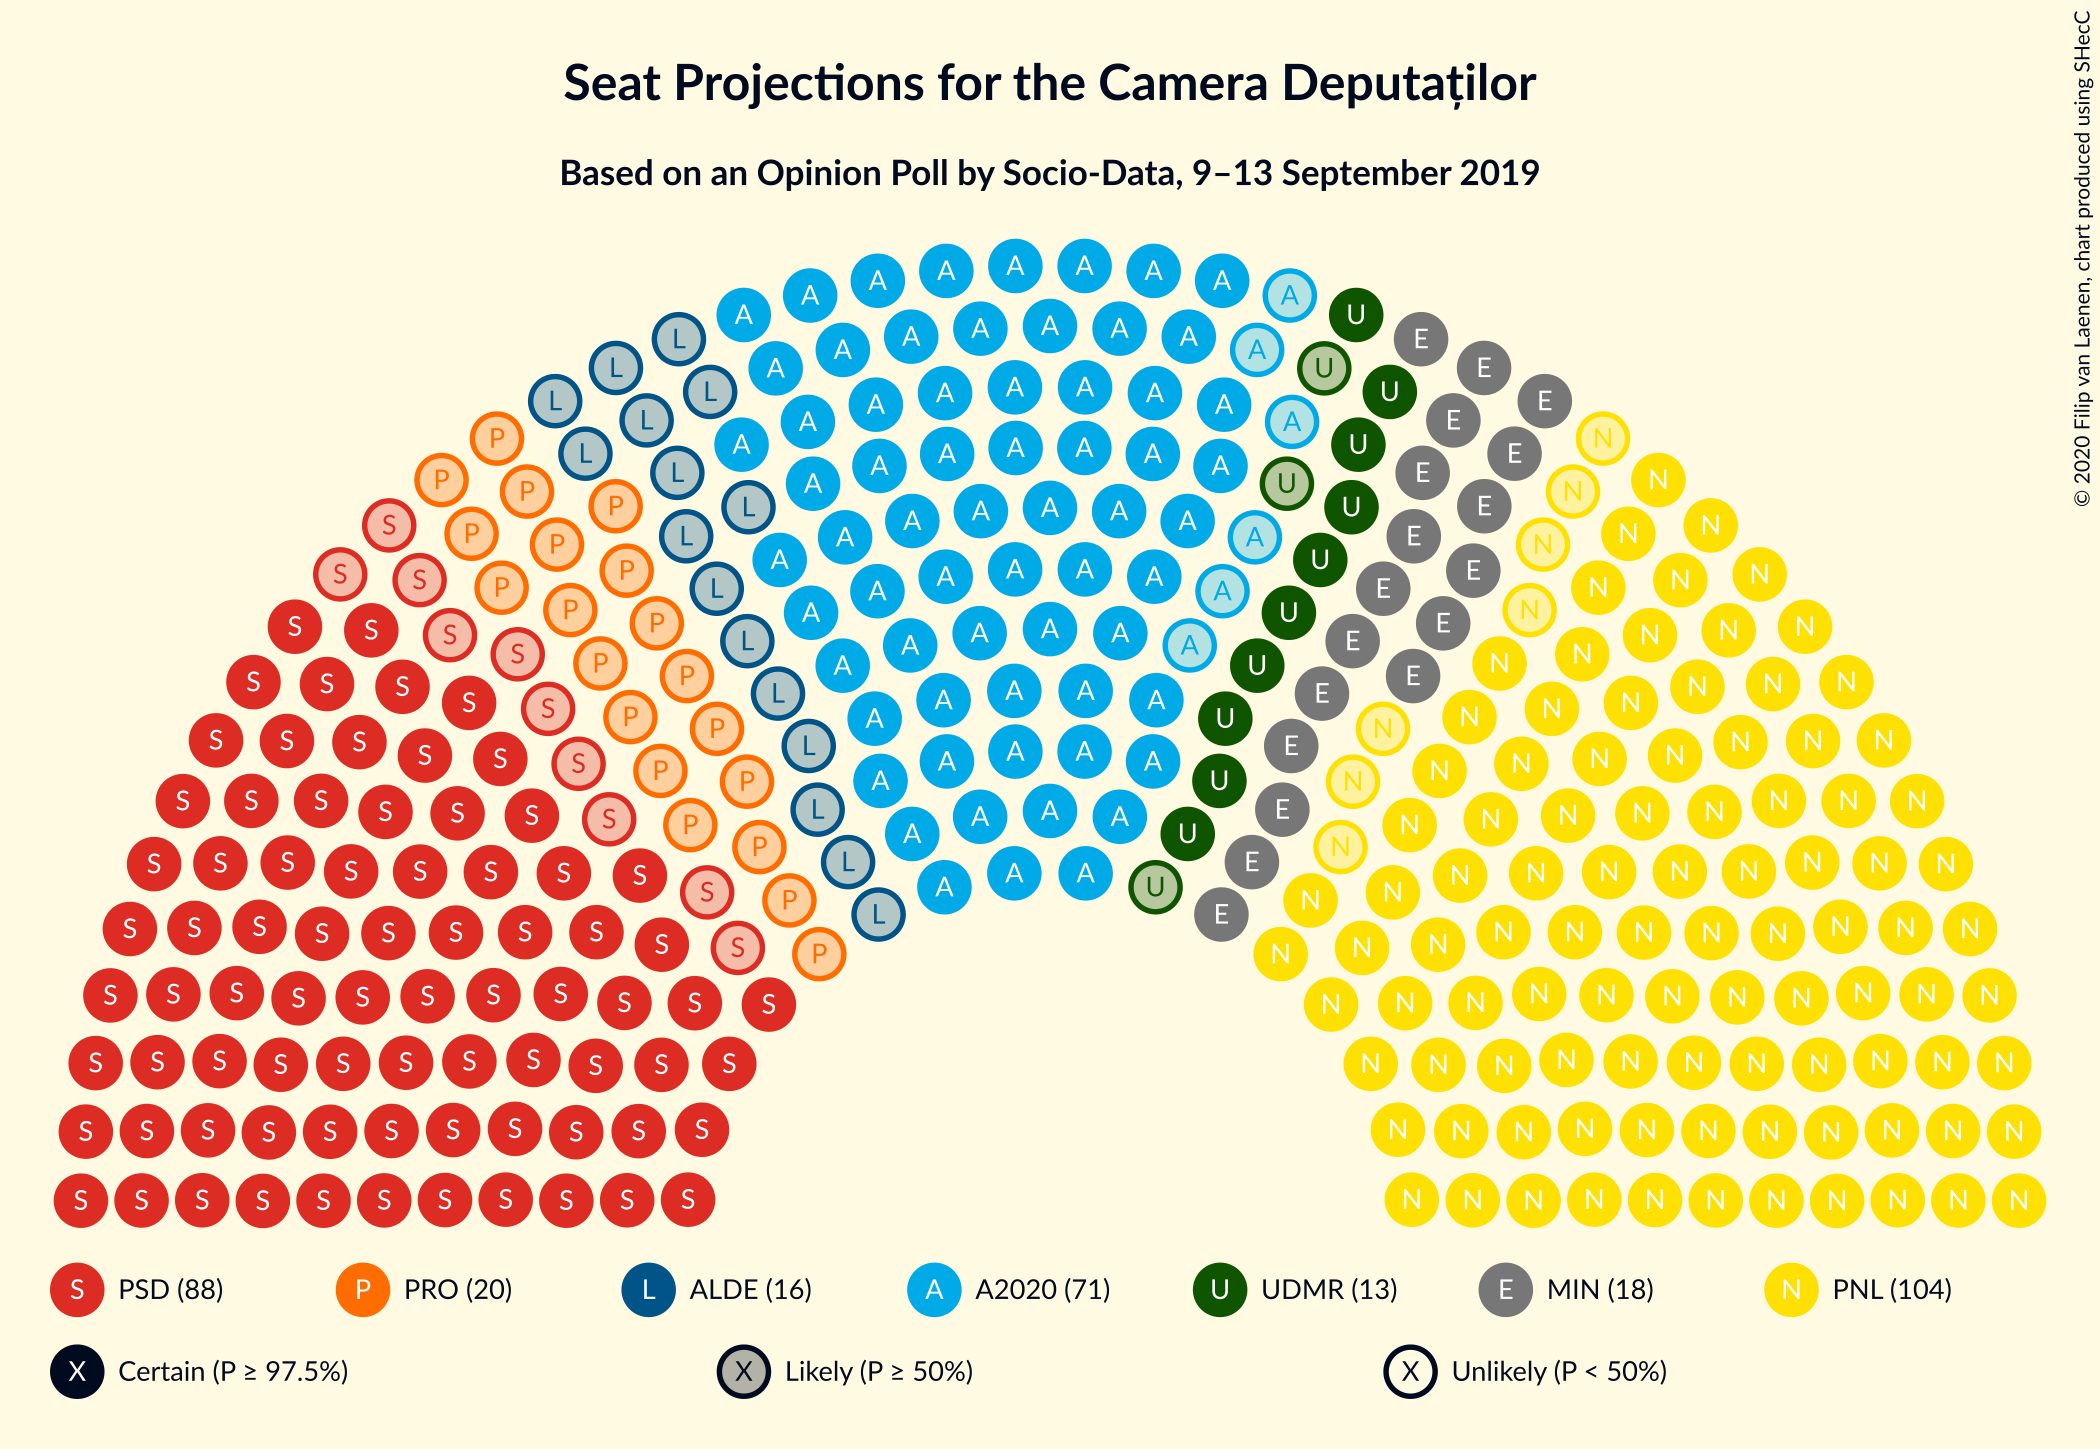 Seat Projections for the Camera Deputaților
Based on an Opinion Poll by Socio-Data, 9–13 September 2019
© 2020 Filip van Laenen, chart produced using SHecC
S PSD (88) P PRO (20) L ALDE (16) A A2020 (71) U UDMR (13) E MIN (18) N PNL (104)
X Certain (P ≥ 97.5%) X Likely (P ≥ 50%) X Unlikely (P < 50%)